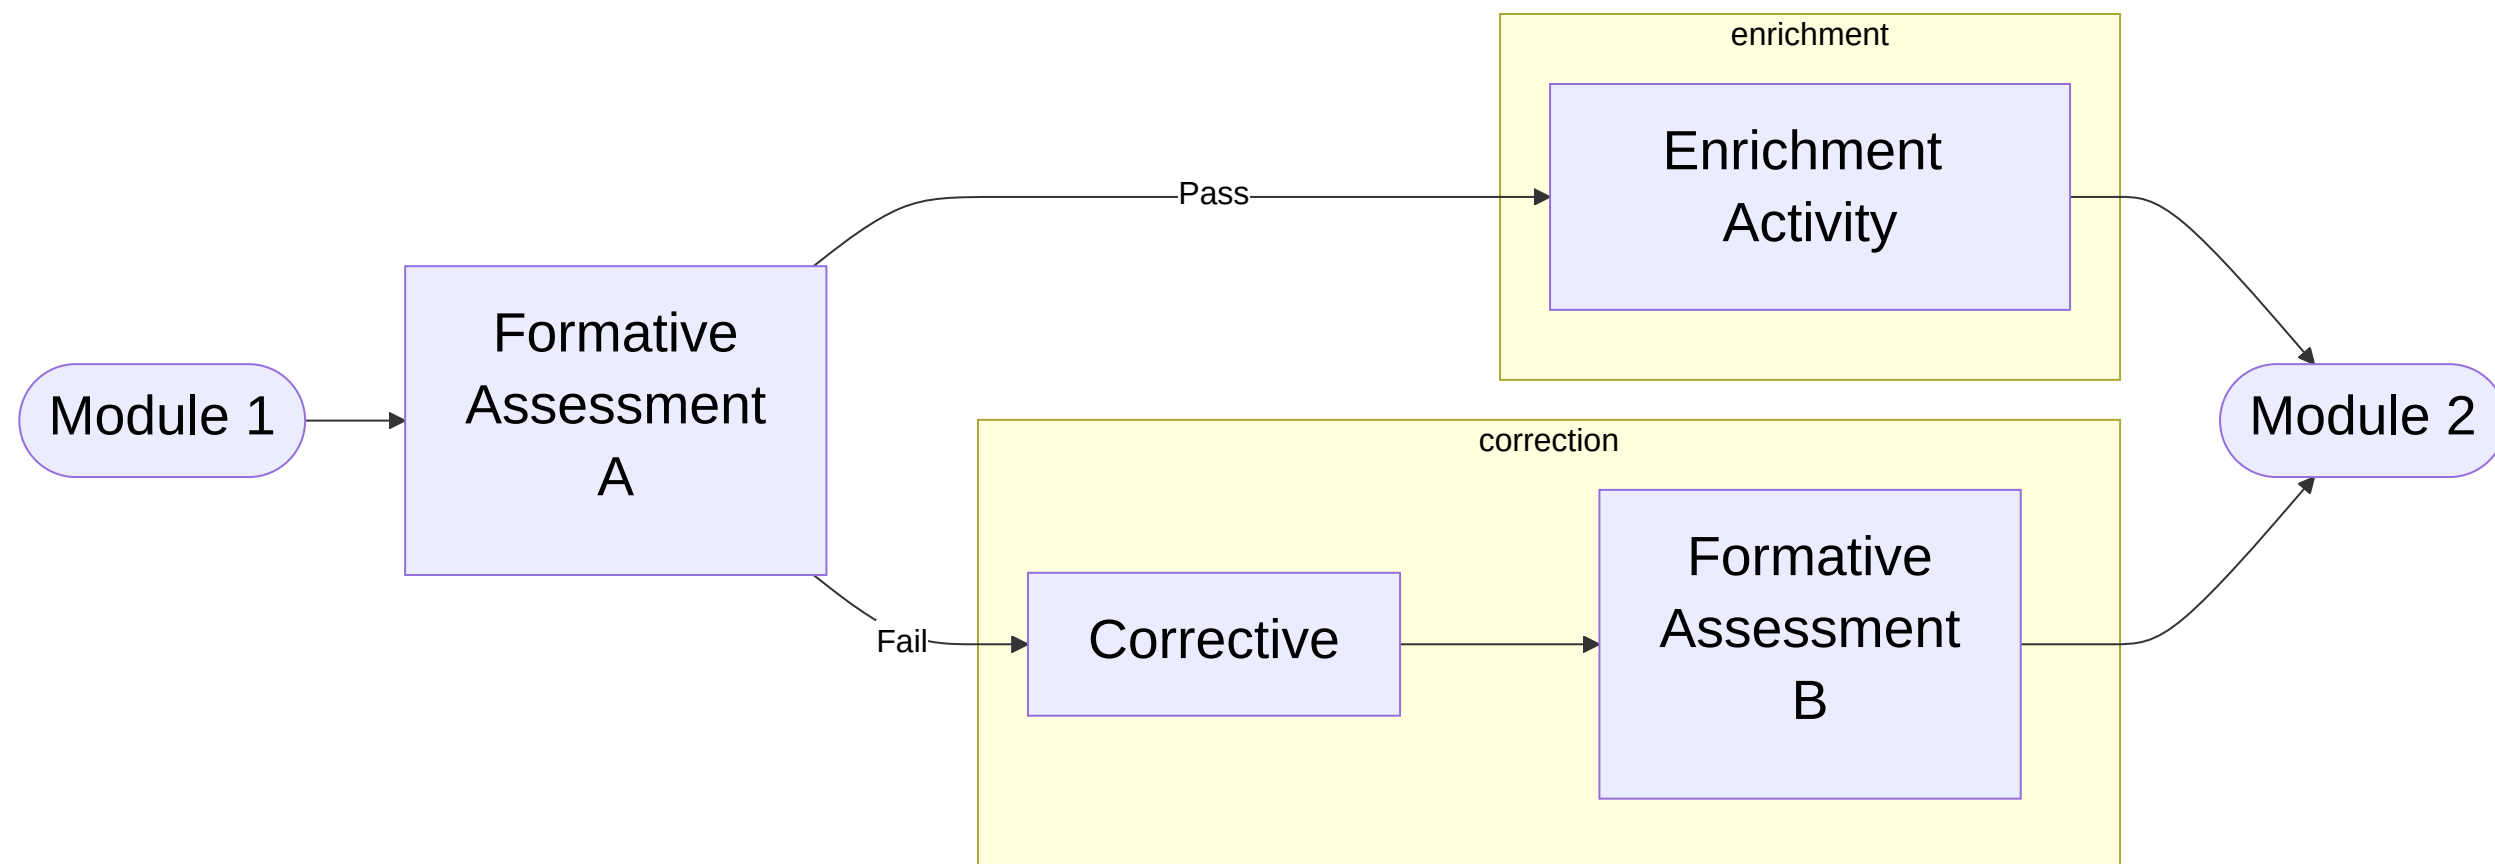 Module 1
Formative
Assessment
A
Pass
Fail
enrichment
Enrichment
Activity
correction
Corrective
Formative
Assessment
B
Module 2